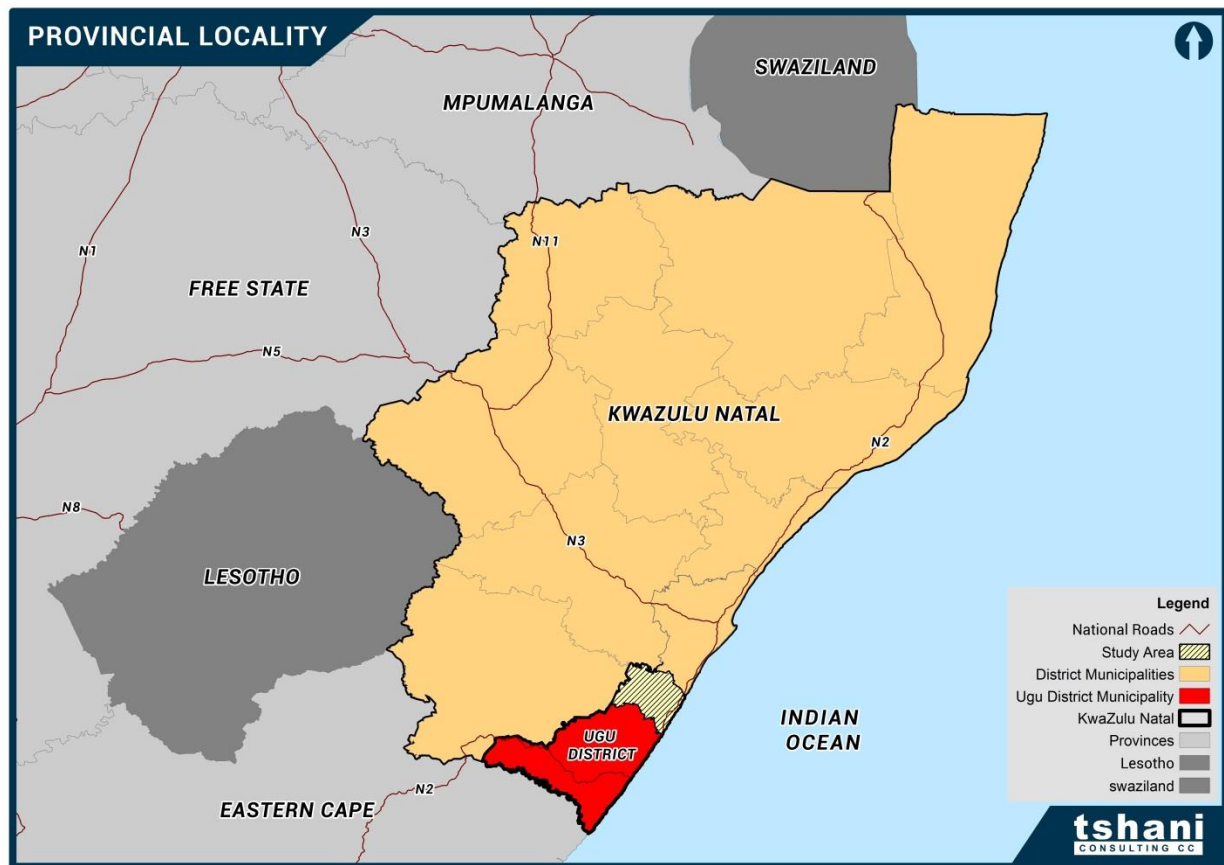 PROVINCIAL LOCALITY
SWAZILAND
MPUMALANGA
N1
N3
N11
FREE STATE
N5
KWAZULU NATAL
N2
N8
N3
LESOTHO
UGU
DISTRICT
INDIAN
OCEAN
N2
EASTERN CAPE
Legend
National Roads
Study Area
District Municipalities
Ugu District Municipality
KwaZulu Natal
Provinces
Lesotho
swaziland
tshani
CONSULTING CC